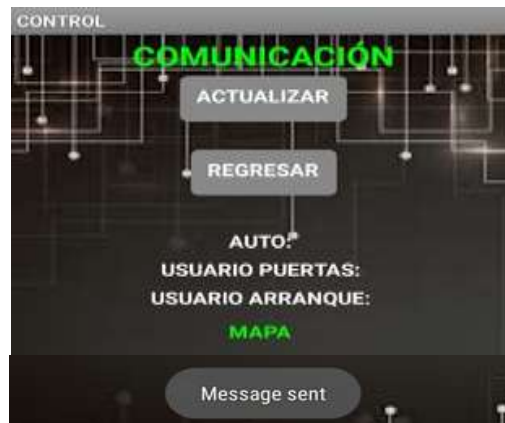 CONTROL
COMUNICACIÓN
ACTUALIZAR
REGRESAR
AUTO:
USUARIO PUERTAS:
USUARIO ARRANQUE:
MAPA
Message sent